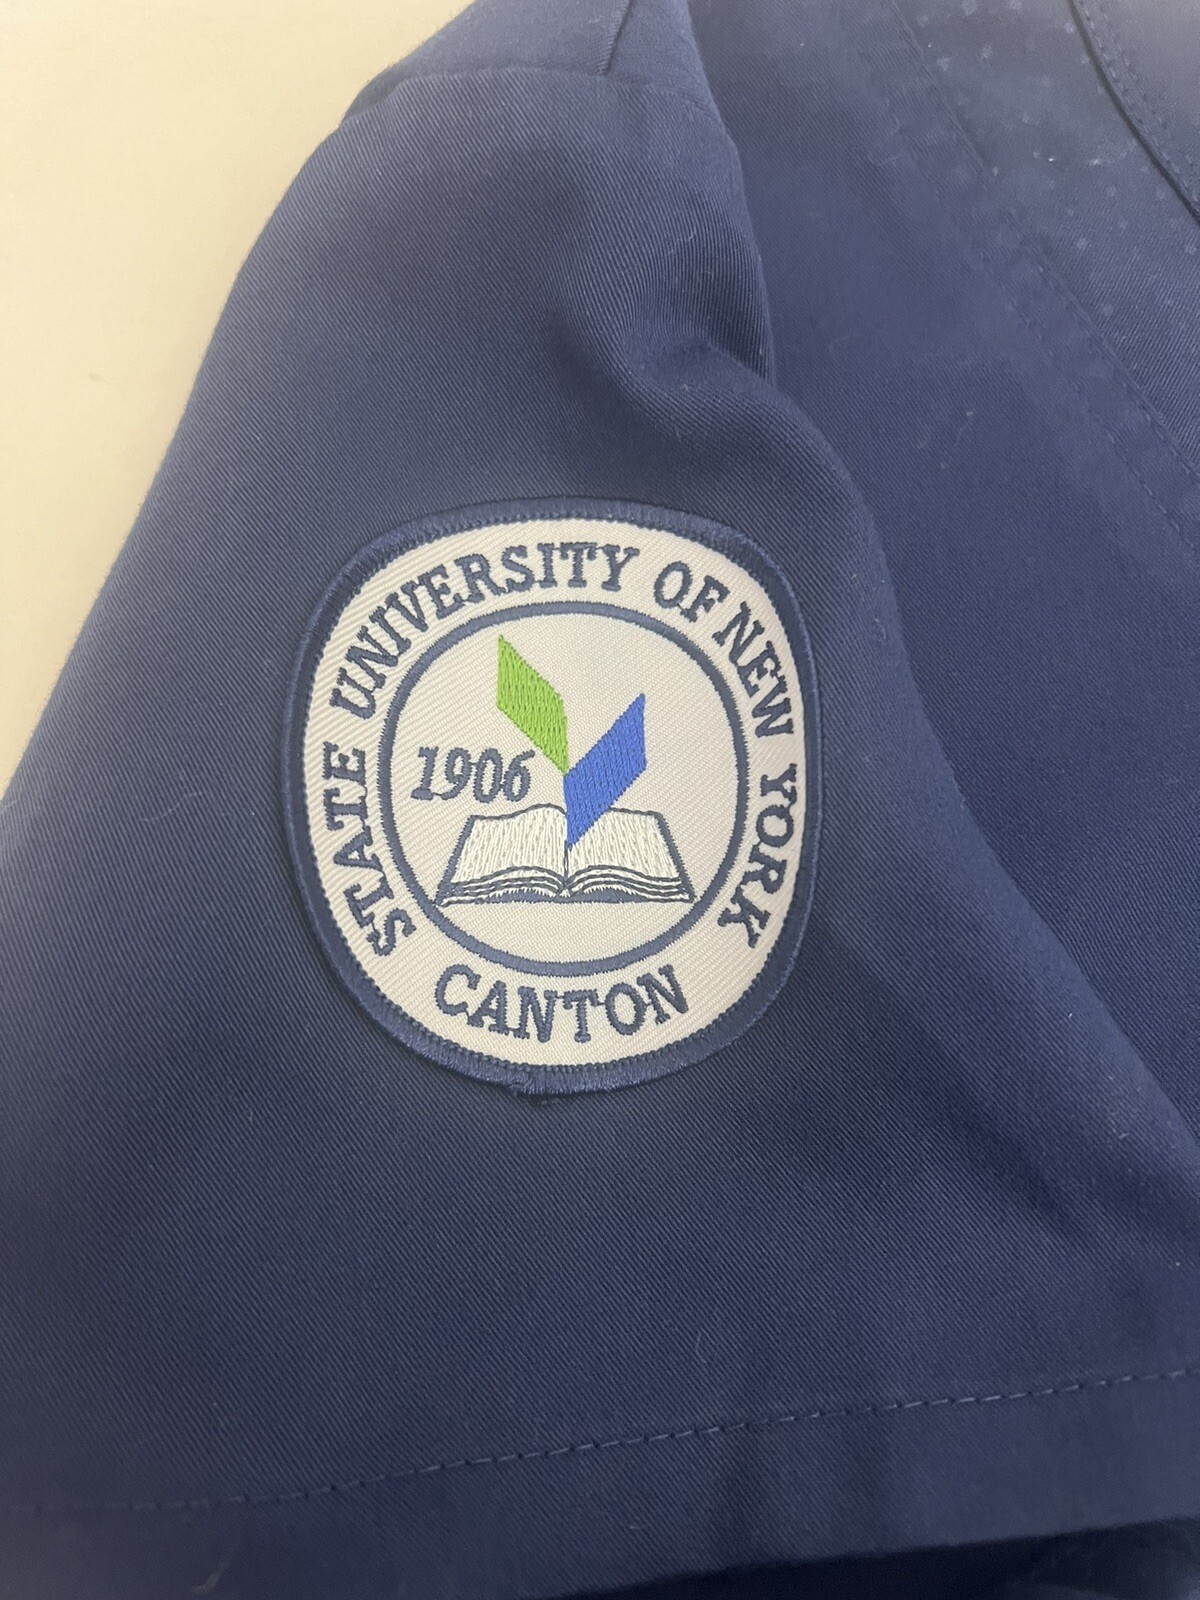 STATE UNIVERSITY OF NEW YORK
1906
CANTON